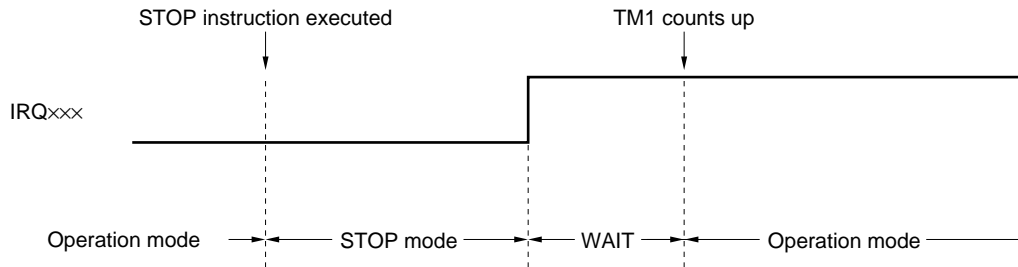 STOP instruction executed
TM1 counts up
IRQ×××
Operation mode
STOP mode
WAIT
Operation mode